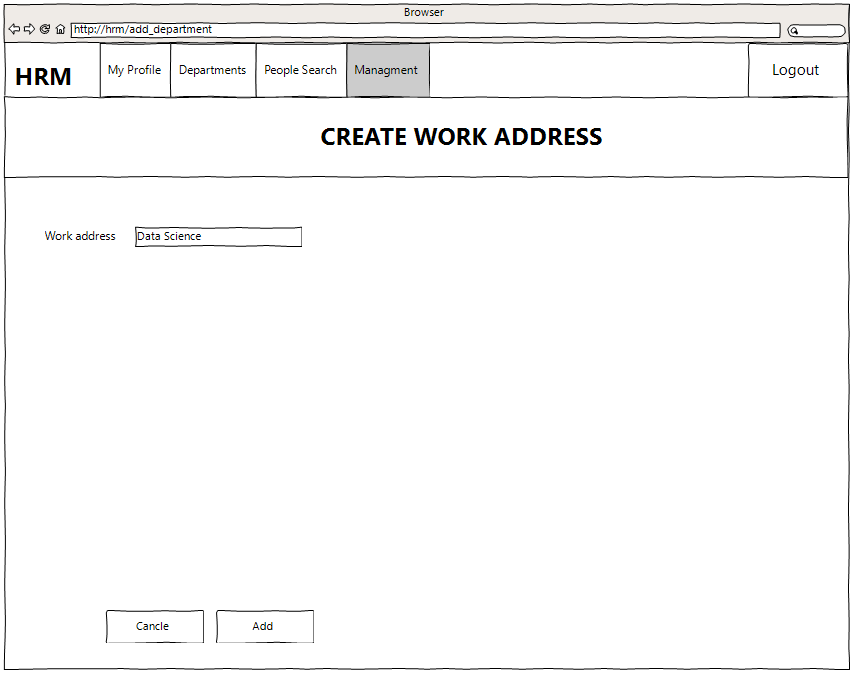 Browser
http://hrm/add_department
HRM
My Profile
Departments
People Search
Managment
Logout
CREATE WORK ADDRESS
Work address
Data Science
Cancle
Add